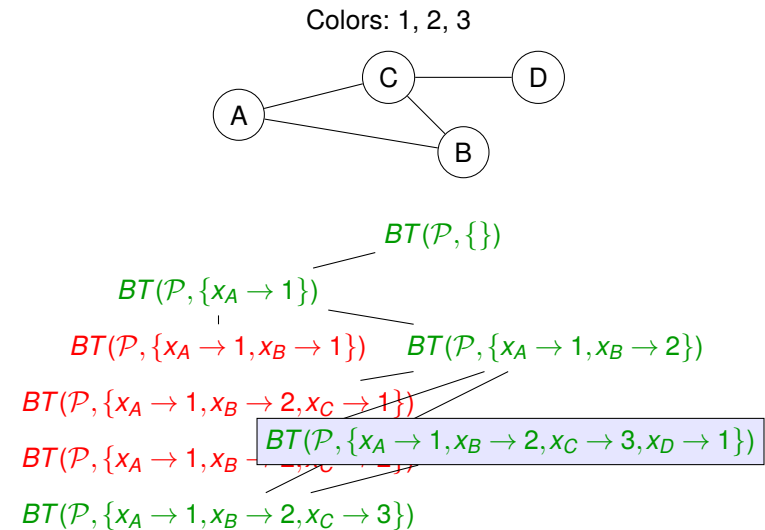 Colors: 1, 2, 3
C
D
A
B
BT(𝒫, {})
BT(𝒫, {x_A → 1})
BT(𝒫, {x_A → 1, x_B → 1})
BT(𝒫, {x_A → 1, x_B → 2})
BT(𝒫, {x_A → 1, x_B → 2, x_C → 1})
BT(𝒫, {x_A → 1, x_B → 2, x_C → 3, x_D → 1})
BT(𝒫, {x_A → 1, x_B →
BT(𝒫, {x_A → 1, x_B → 2, x_C → 3})